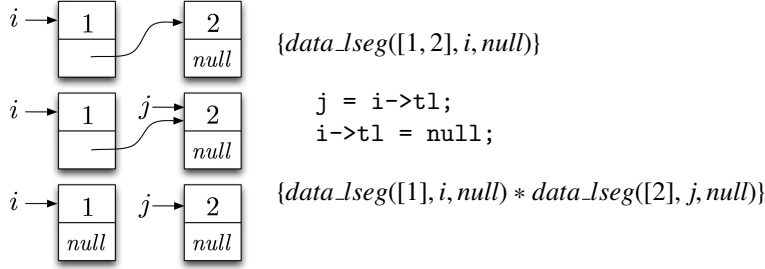 i 1 2
null
{data_lseg([1, 2], i, null)}
i 1 j 2
null
j = i->tl;
i->tl = null;
i 1 j 2
null null
{data_lseg([1], i, null) ∗ data_lseg([2], j, null)}